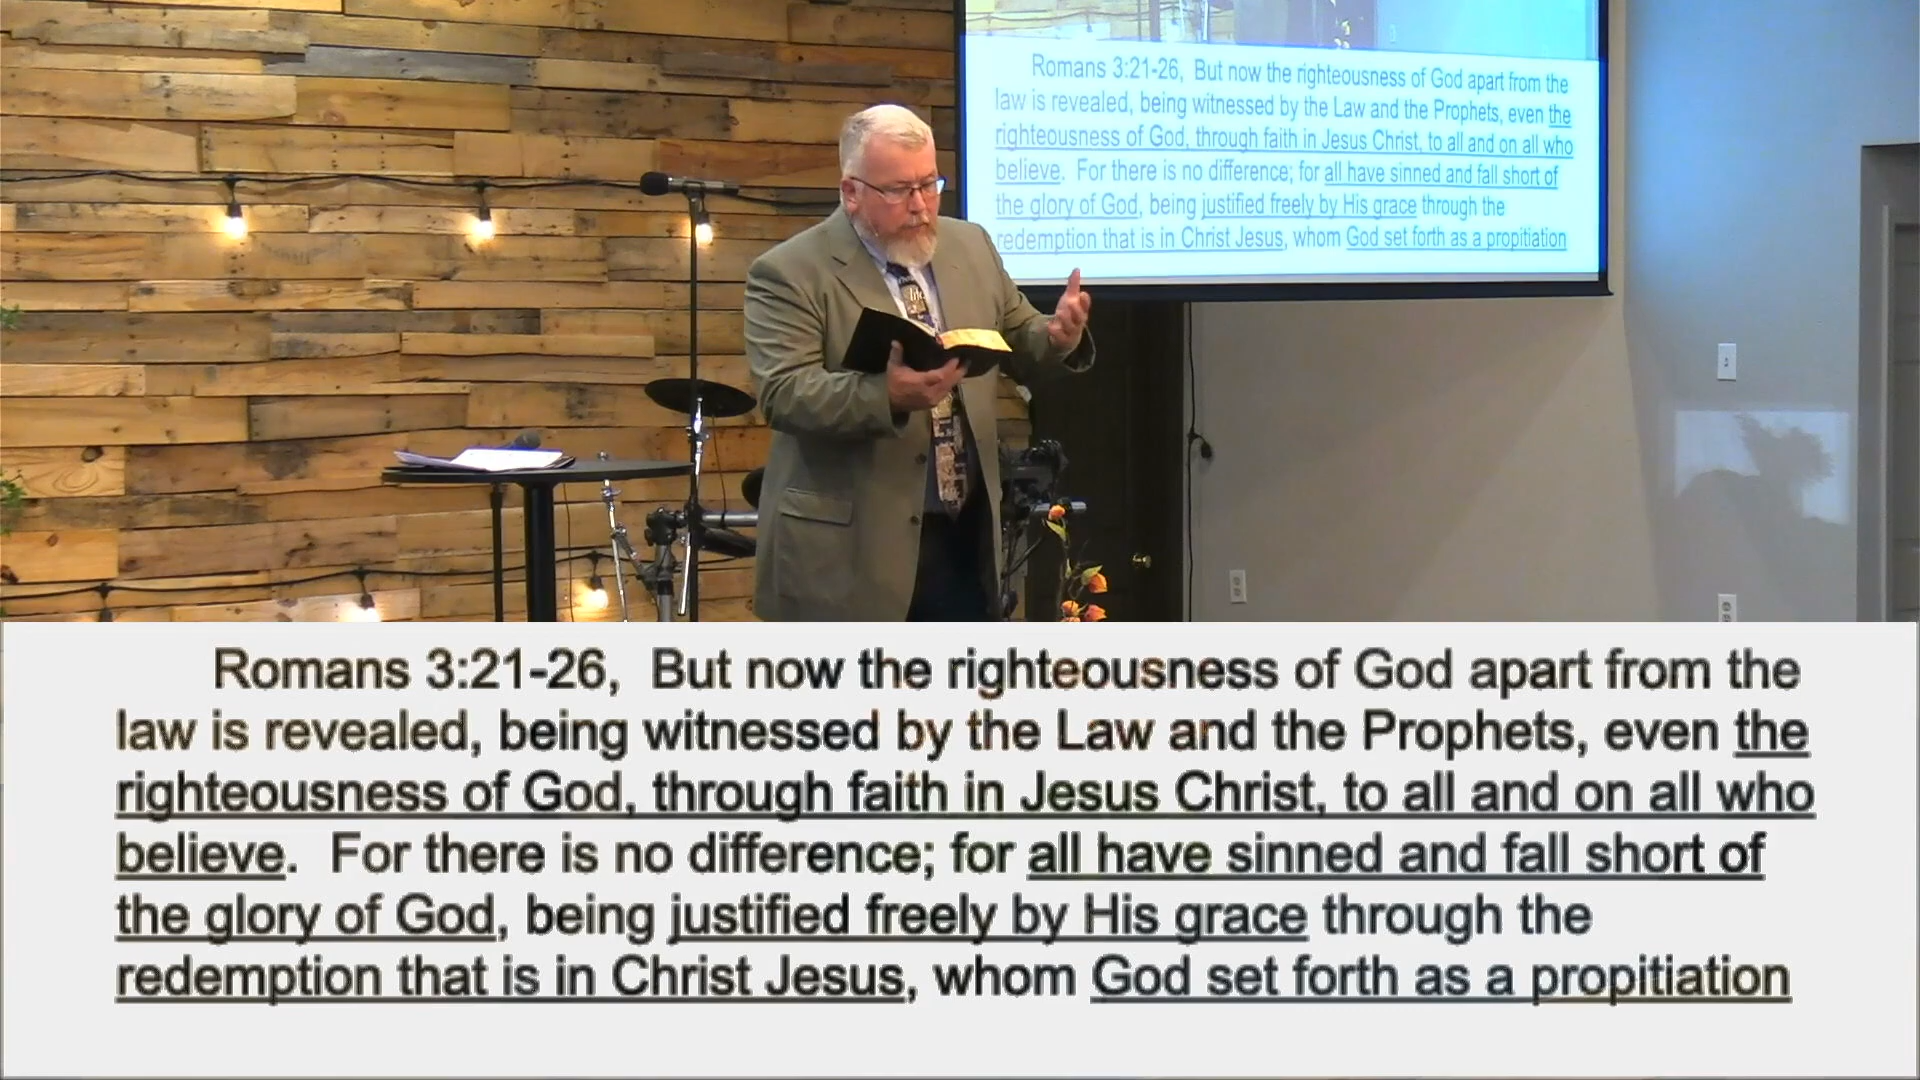 Romans 3:21-26, But now the righteousness of God apart from the
law is revealed, being witnessed by the Law and the Prophets, even the
righteousness of God, through faith in Jesus Christ, to all and on all who
believe. For there is no difference; for all have sinned and fall short of
the glory of God, being justified freely by His grace through the
redemption that is in Christ Jesus, whom God set forth as a propitiation
life
Romans 3:21-26, But now the righteousness of God apart from the
law is revealed, being witnessed by the Law and the Prophets, even the
righteousness of God, through faith in Jesus Christ, to all and on all who
believe. For there is no difference; for all have sinned and fall short of
the glory of God, being justified freely by His grace through the
redemption that is in Christ Jesus, whom God set forth as a propitiation